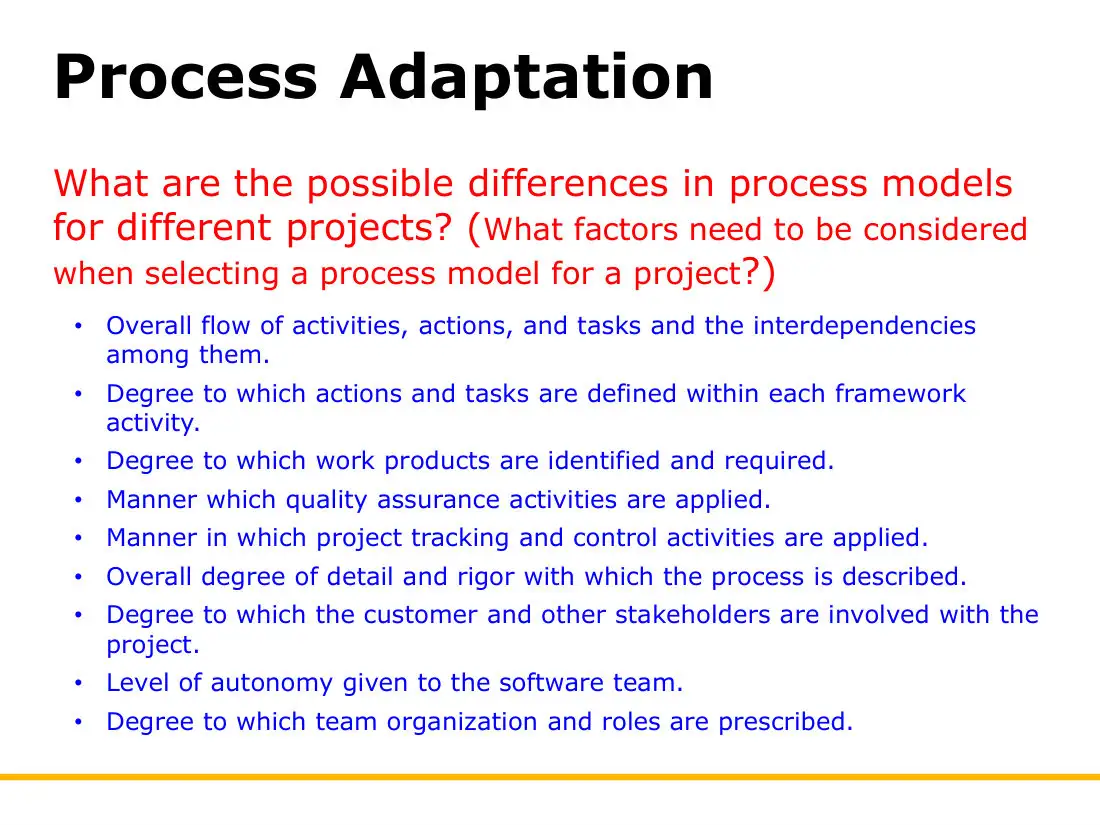 Process Adaptation
What are the possible differences in process models
for different projects? (What factors need to be considered
when selecting a process model for a project?)
• Overall flow of activities, actions, and tasks and the interdependencies
among them.
• Degree to which actions and tasks are defined within each framework
activity.
• Degree to which work products are identified and required.
• Manner which quality assurance activities are applied.
• Manner in which project tracking and control activities are applied.
• Overall degree of detail and rigor with which the process is described.
• Degree to which the customer and other stakeholders are involved with the
project.
• Level of autonomy given to the software team.
• Degree to which team organization and roles are prescribed.